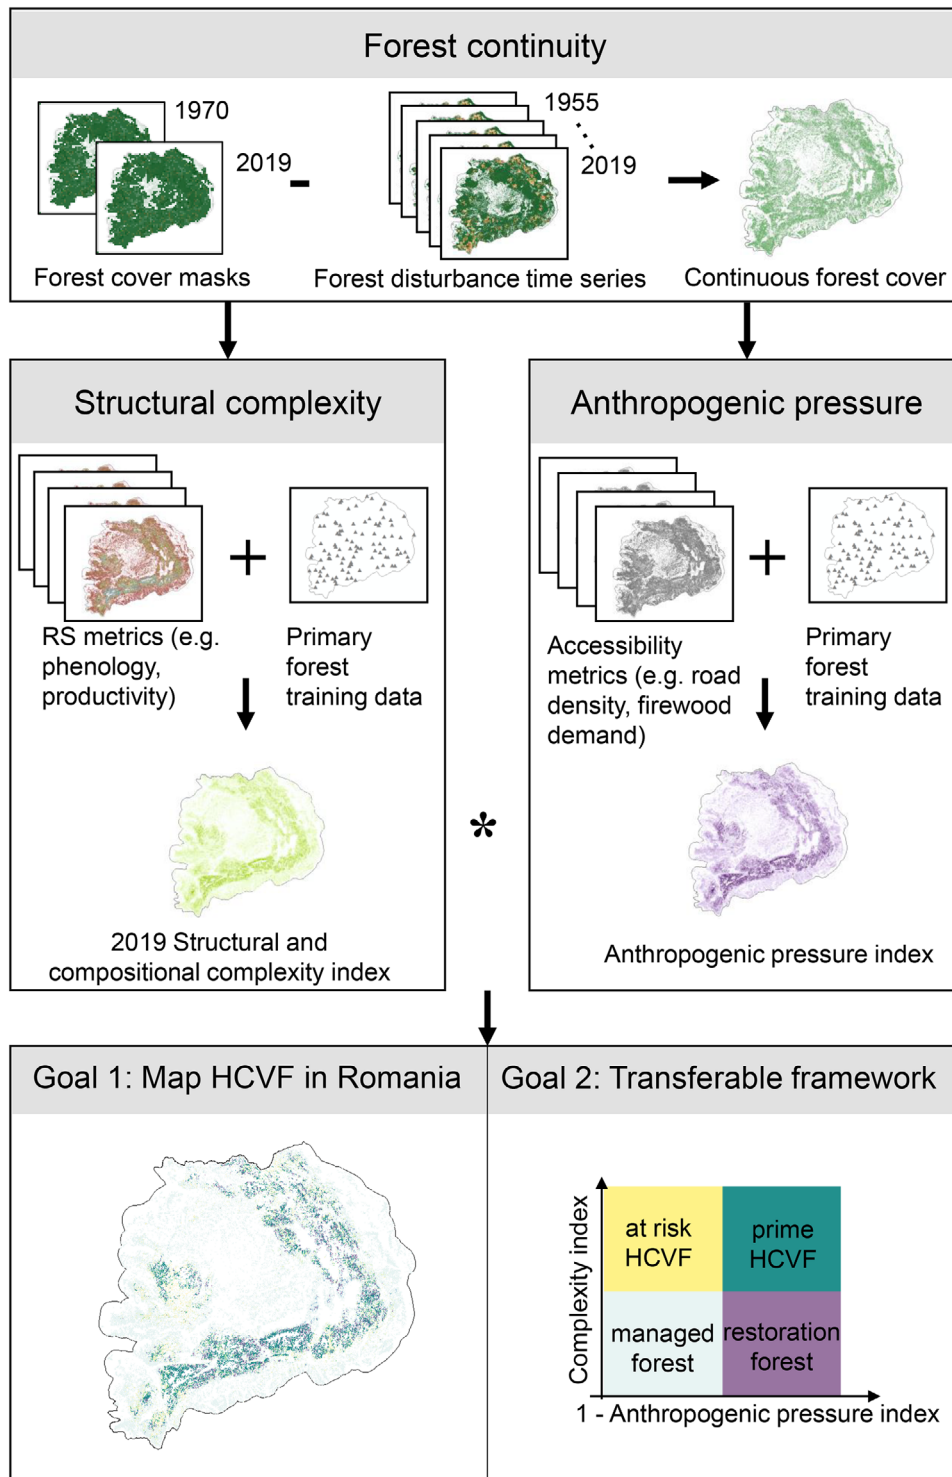 Forest continuity
1970
2019
1955
2019
Forest cover masks
Forest disturbance time series
Continuous forest cover
Structural complexity
RS metrics (e.g.
phenology,
productivity)
Primary
forest
training data
2019 Structural and
compositional complexity index
*
Anthropogenic pressure
Accessibility
metrics (e.g. road
density, firewood
demand)
Primary
forest
training data
Anthropogenic pressure index
Goal 1: Map HCVF in Romania
Goal 2: Transferable framework
Complexity index
at risk
HCVF
prime
HCVF
managed
forest
restoration
forest
1 - Anthropogenic pressure index